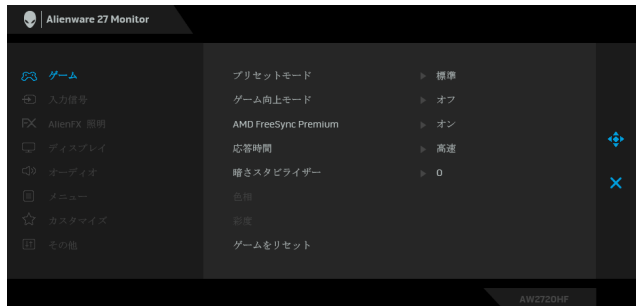 Alienware 27 Monitor
ゲーム
入力信号
FX AlienFX 照明
ディスプレイ
オーディオ
メニュー
カスタマイズ
その他
プリセットモード 標準
ゲーム向上モード オフ
AMD FreeSync Premium オン
応答時間 高速
暗さスタビライザー 0
色相
彩度
ゲームをリセット
AW2720HF